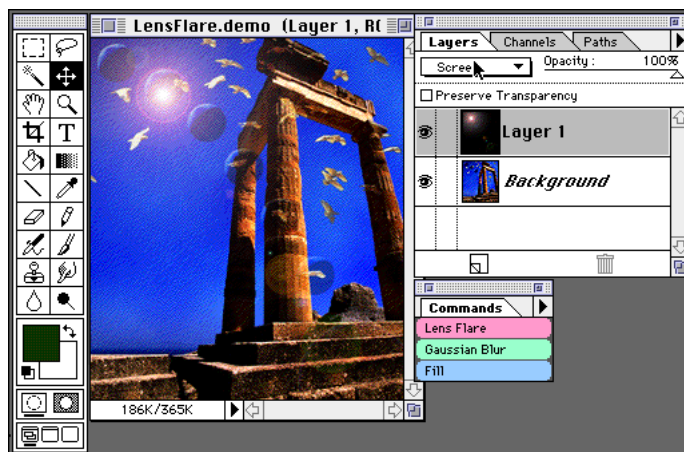 LensFlare.demo (Layer 1, R(
Layers Channels Paths
Scree Opacity: 100%
Preserve Transparency
Layer 1
Background
T
Commands
Lens Flare
Gaussian Blur
Fill
186K/365K